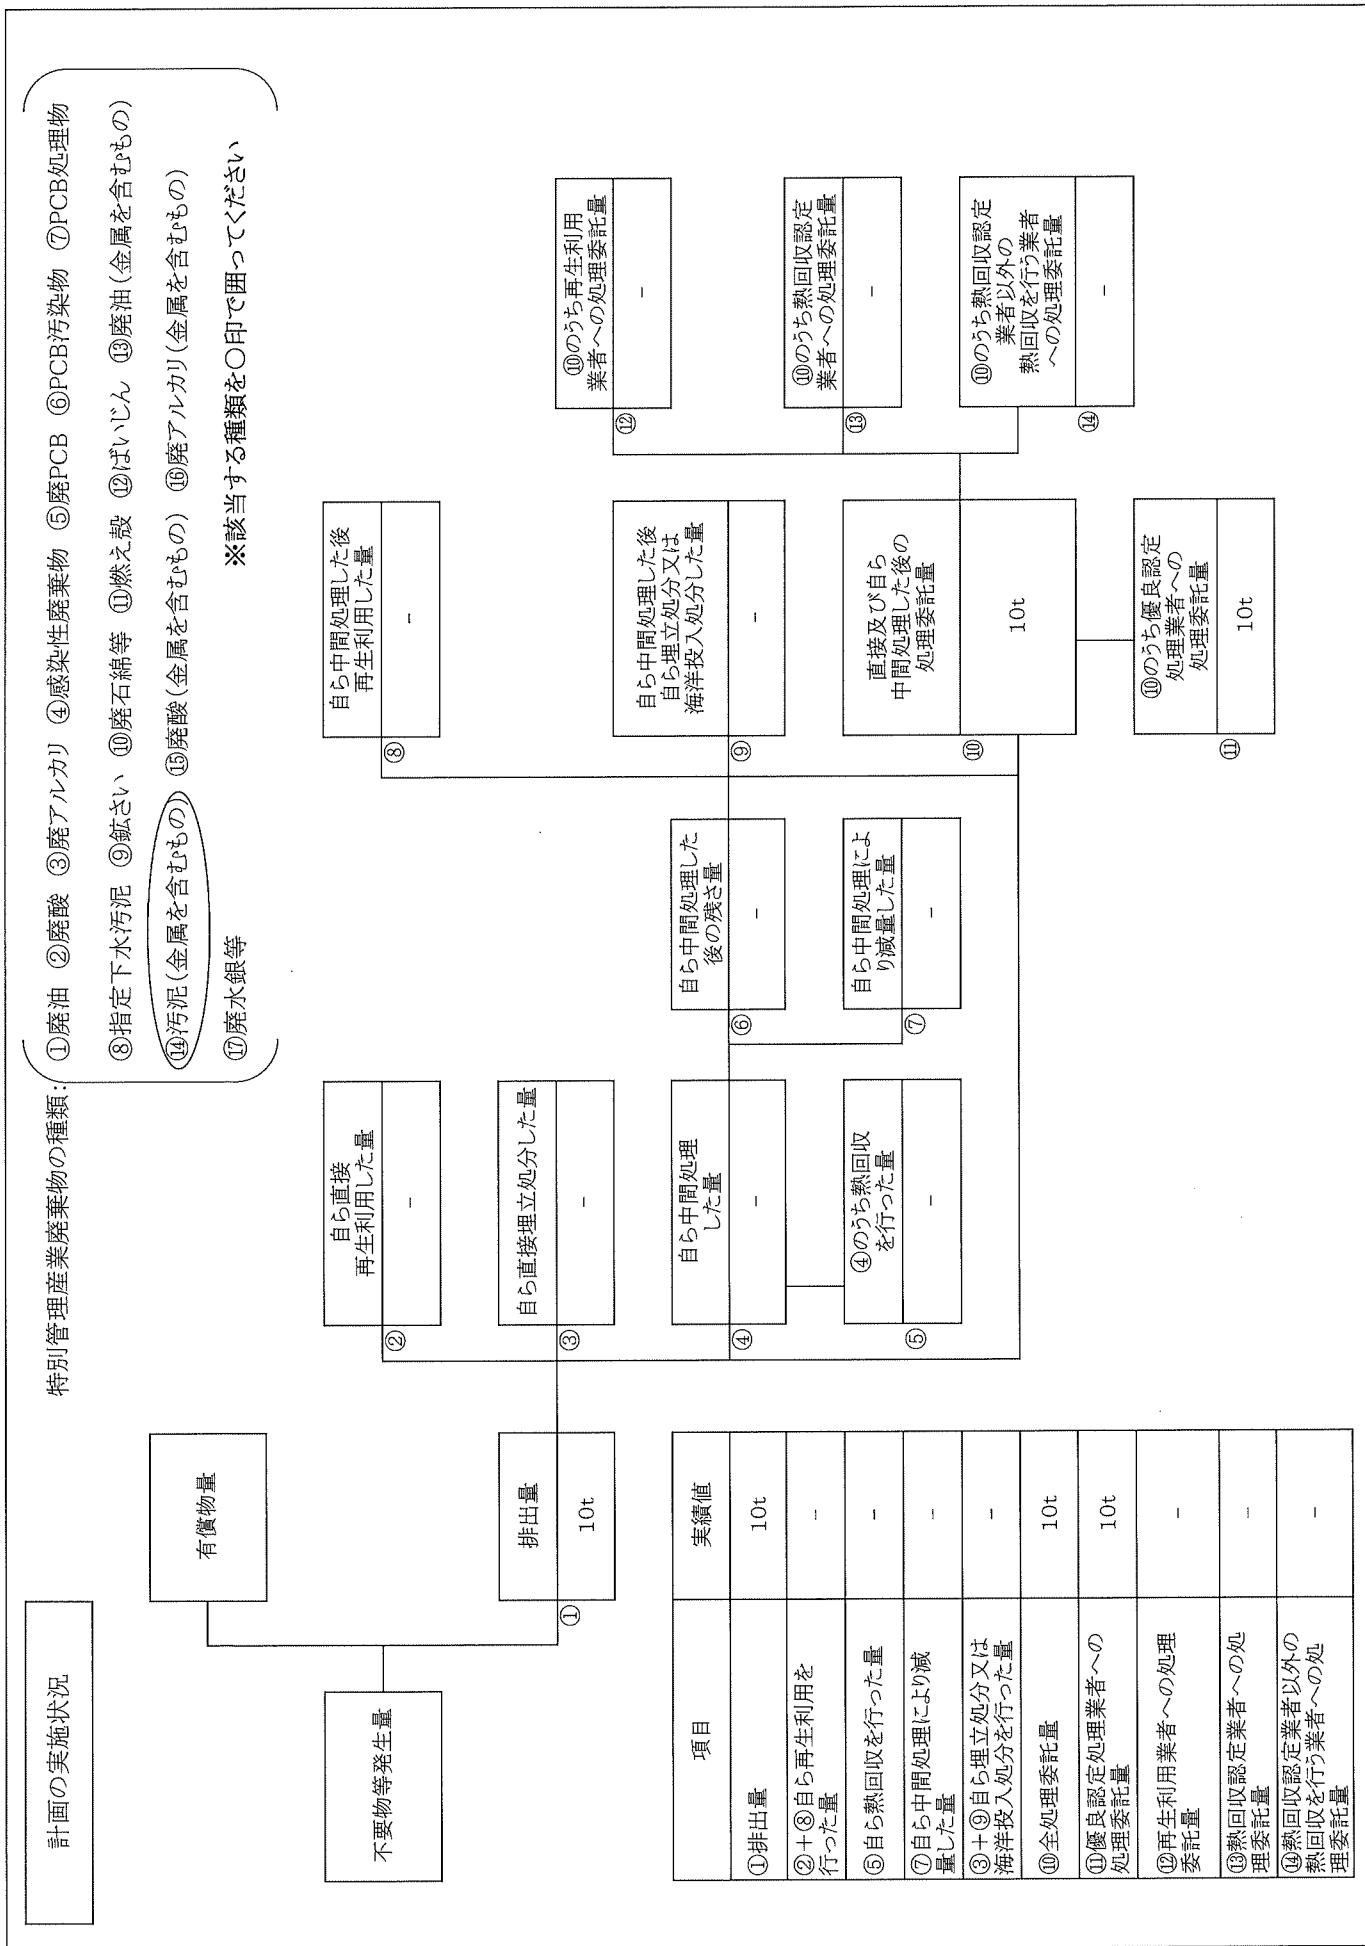 計画の実施状況
特別管理産業廃棄物の種類:
①廃油 ②廃酸 ③廃アルカリ ④感染性廃棄物 ⑤廃PCB ⑥PCB汚染物 ⑦PCB処理物
⑧指定下水汚泥 ⑨鉱さい ⑩廃石綿等 ⑪燃え殻 ⑫ばいじん ⑬廃油(金属を含むもの)
⑭汚泥(金属を含むもの) ⑮廃酸(金属を含むもの) ⑯廃アルカリ(金属を含むもの)
⑰廃水銀等
※該当する種類を〇印で囲ってください
不要物等発生量
有償物量
①
排出量
10t
②
自ら直接
再生利用した量
-
③
自ら直接埋立処分した量
-
④
自ら中間処理
した量
-
⑤
④のうち熱回収
を行った量
-
⑥
自ら中間処理した
後の残さ量
-
⑦
自ら中間処理によ
り減量した量
-
⑧
自ら中間処理した後
再生利用した量
-
⑨
自ら中間処理した後
自ら埋立処分又は
海洋投入処分した量
-
⑩
直接及び自ら
中間処理した後の
処理委託量
10t
⑪
⑩のうち優良認定
処理業者への
処理委託量
10t
⑫
⑩のうち再生利用
業者への処理委託量
-
⑬
⑩のうち熱回収認定
業者への処理委託量
-
⑭
⑩のうち熱回収認定
業者以外の
熱回収を行う業者
への処理委託量
-
項目 実績値
①排出量 10t
②+⑧自ら再生利用を
行った量 -
⑤自ら熱回収を行った量 -
⑦自ら中間処理により減
量した量 -
③+⑨自ら埋立処分又は
海洋投入処分を行った量 -
⑩全処理委託量 10t
⑪優良認定処理業者への
処理委託量 10t
⑫再生利用業者への処理
委託量 -
⑬熱回収認定業者への処
理委託量 -
⑭熱回収認定業者以外の
熱回収を行う業者への処
理委託量 -